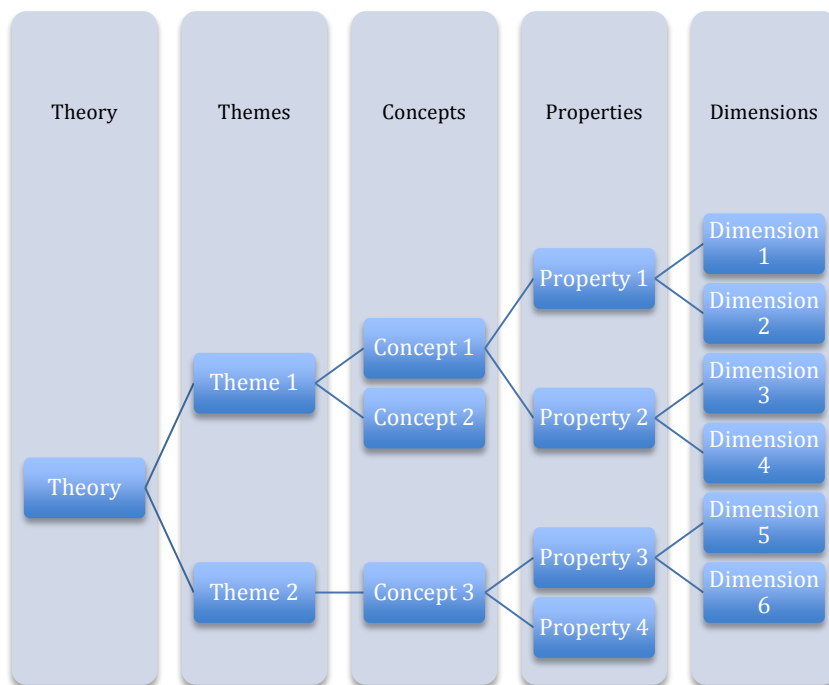 Theory
Themes
Concepts
Properties
Dimensions
Theory
Theme 1
Theme 2
Concept 1
Concept 2
Concept 3
Property 1
Property 2
Property 3
Property 4
Dimension
1
Dimension
2
Dimension
3
Dimension
4
Dimension
5
Dimension
6